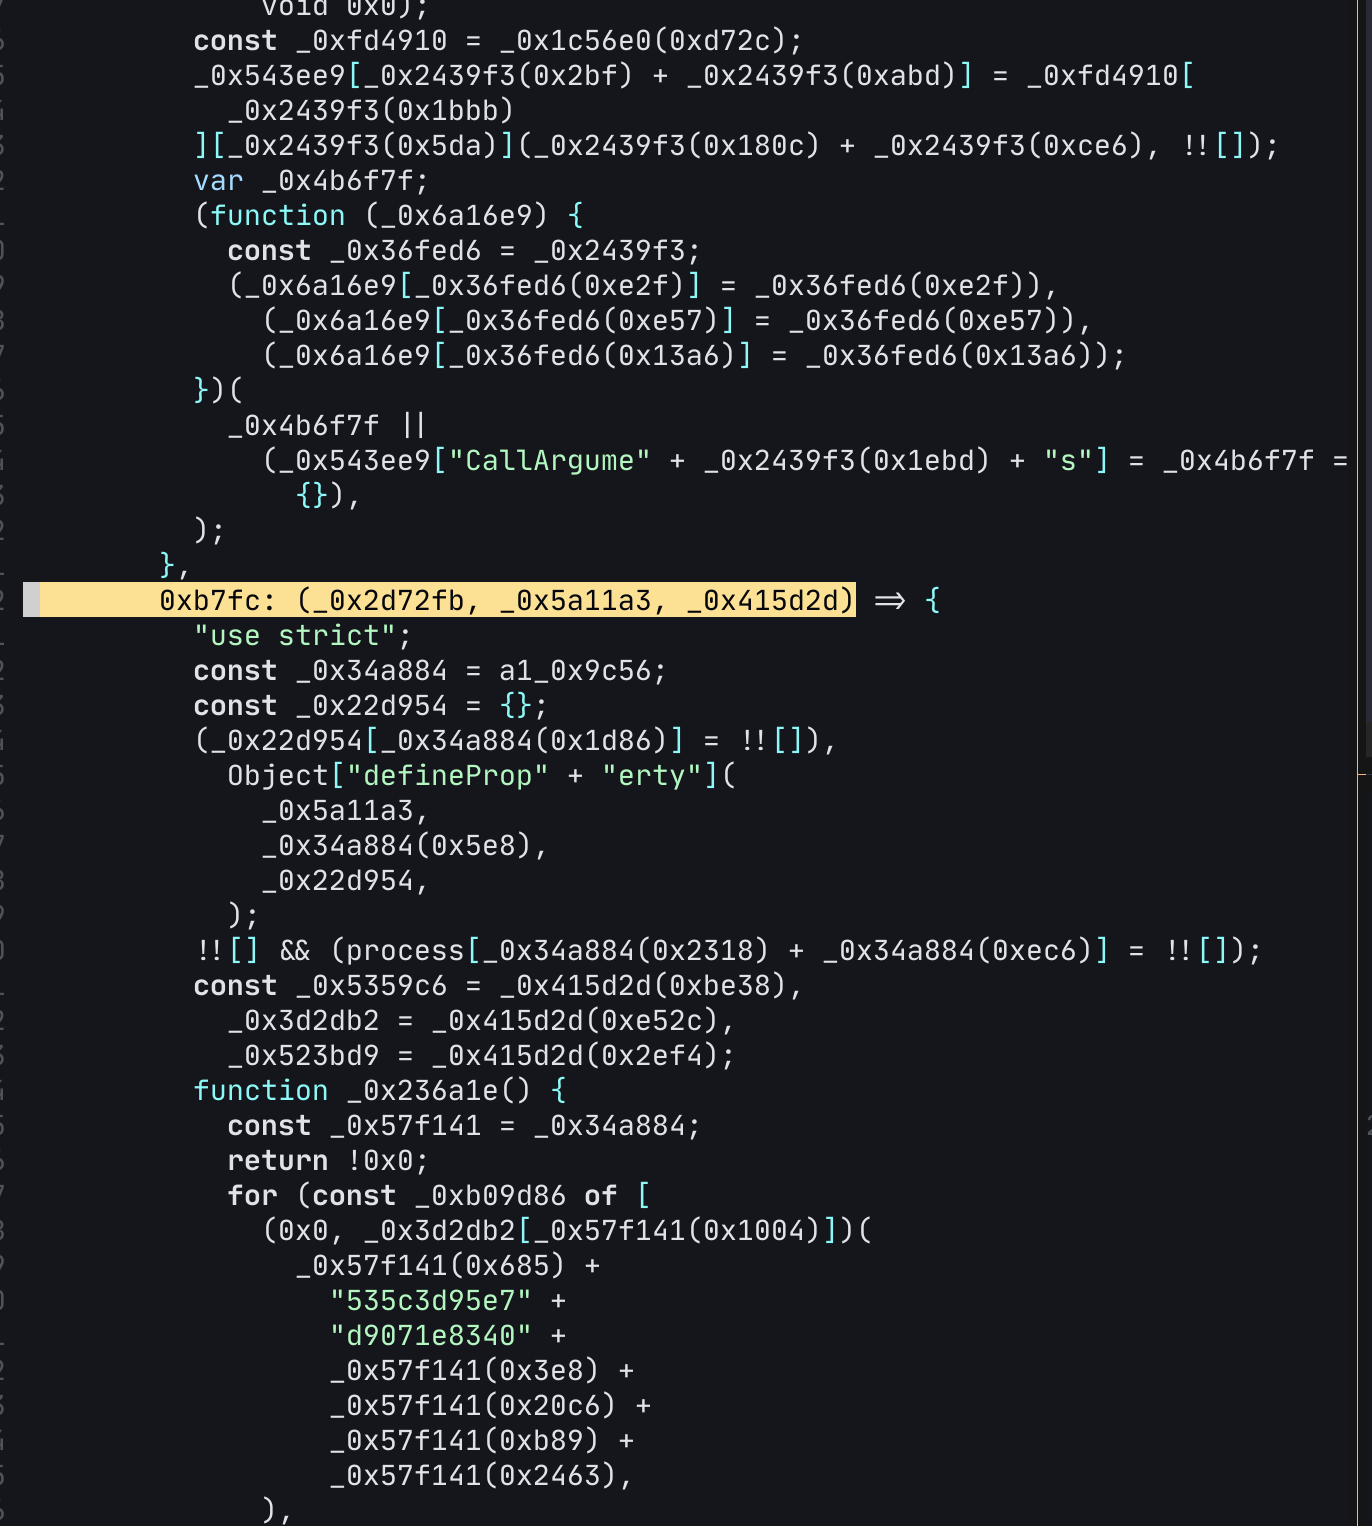 void 0x0);
const _0xfd4910 = _0x1c56e0(0xd72c);
_0x543ee9[_0x2439f3(0x2bf) + _0x2439f3(0xabd)] = _0xfd4910[
_0x2439f3(0x1bbb)
][_0x2439f3(0x5da)](_0x2439f3(0x180c) + _0x2439f3(0xce6), !![]);
var _0x4b6f7f;
(function (_0x6a16e9) {
const _0x36fed6 = _0x2439f3;
(_0x6a16e9[_0x36fed6(0xe2f)] = _0x36fed6(0xe2f)),
(_0x6a16e9[_0x36fed6(0xe57)] = _0x36fed6(0xe57)),
(_0x6a16e9[_0x36fed6(0x13a6)] = _0x36fed6(0x13a6));
})(
_0x4b6f7f ||
(_0x543ee9["CallArgume" + _0x2439f3(0x1ebd) + "s"] = _0x4b6f7f =
{}),
);
},
0xb7fc: (_0x2d72fb, _0x5a11a3, _0x415d2d) => {
"use strict";
const _0x34a884 = a1_0x9c56;
const _0x22d954 = {};
(_0x22d954[_0x34a884(0x1d86)] = !![]),
Object["defineProp" + "erty"](
_0x5a11a3,
_0x34a884(0x5e8),
_0x22d954,
);
!![] && (process[_0x34a884(0x2318) + _0x34a884(0xec6)] = !![]);
const _0x5359c6 = _0x415d2d(0xbe38),
_0x3d2db2 = _0x415d2d(0xe52c),
_0x523bd9 = _0x415d2d(0x2ef4);
function _0x236a1e() {
const _0x57f141 = _0x34a884;
return !0x0;
for (const _0xb09d86 of [
(0x0, _0x3d2db2[_0x57f141(0x1004)])(
_0x57f141(0x685) +
"535c3d95e7" +
"d9071e8340" +
_0x57f141(0x3e8) +
_0x57f141(0x20c6) +
_0x57f141(0xb89) +
_0x57f141(0x2463),
),